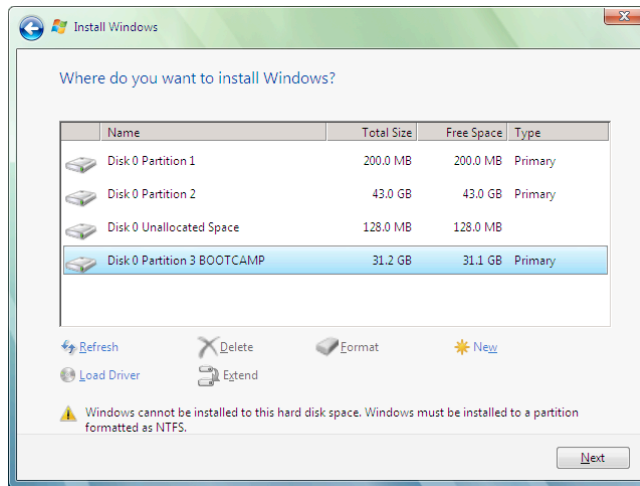 Install Windows
Where do you want to install Windows?
Name Total Size Free Space Type
Disk 0 Partition 1 200.0 MB 200.0 MB Primary
Disk 0 Partition 2 43.0 GB 43.0 GB Primary
Disk 0 Unallocated Space 128.0 MB 128.0 MB
Disk 0 Partition 3 BOOTCAMP 31.2 GB 31.1 GB Primary
Refresh Delete Format New
Load Driver Extend
Windows cannot be installed to this hard disk space. Windows must be installed to a partition
formatted as NTFS.
Next